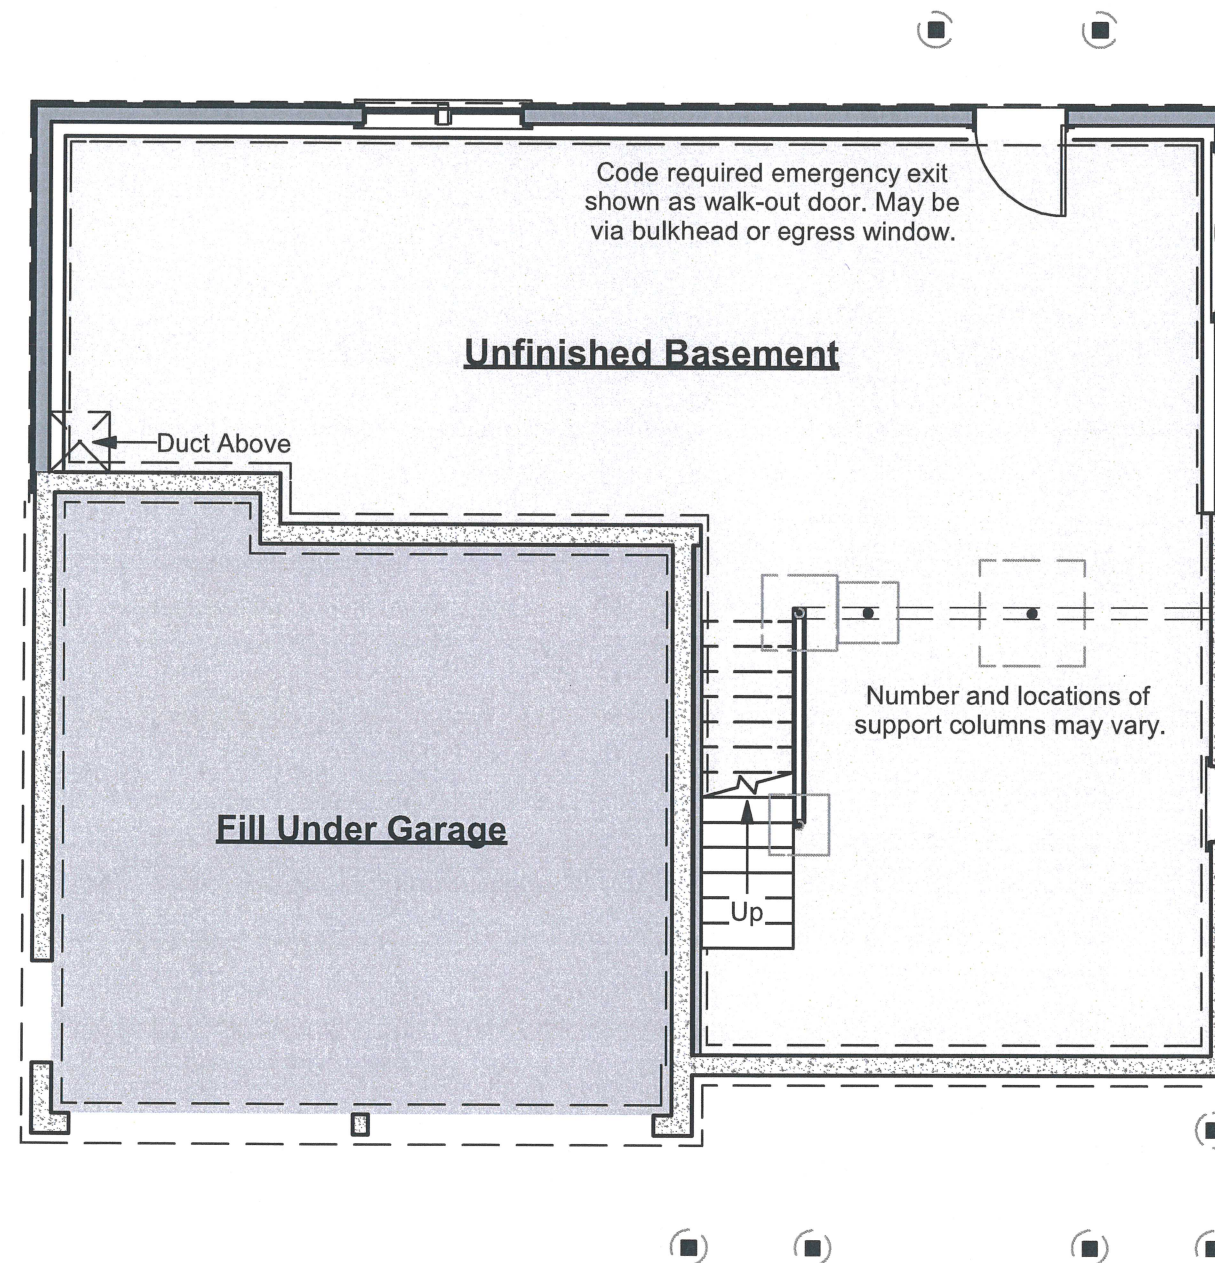 Code required emergency exit
shown as walk-out door. May be
via bulkhead or egress window.
Unfinished Basement
Duct Above
Number and locations of
support columns may vary.
Fill Under Garage
Up